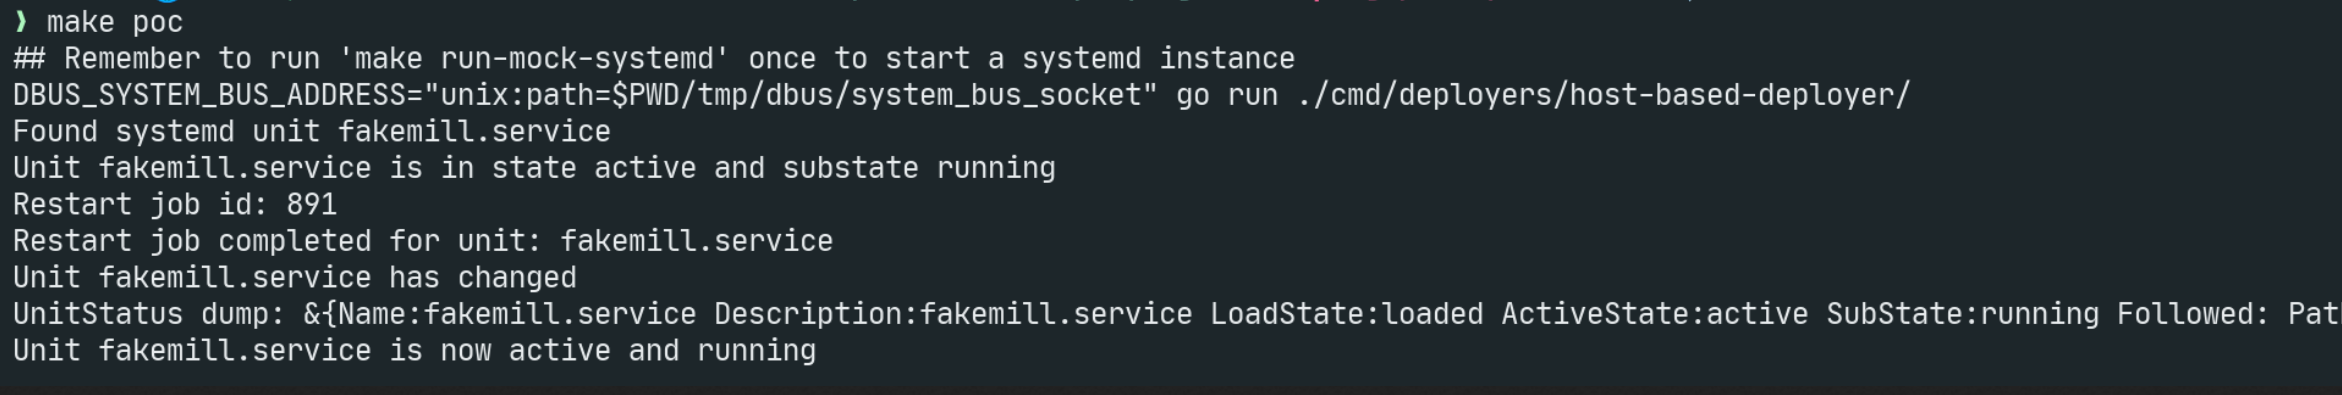 ❯ make poc
## Remember to run 'make run-mock-systemd' once to start a systemd instance
DBUS_SYSTEM_BUS_ADDRESS="unix:path=$PWD/tmp/dbus/system_bus_socket" go run ./cmd/deployers/host-based-deployer/
Found systemd unit fakemill.service
Unit fakemill.service is in state active and substate running
Restart job id: 891
Restart job completed for unit: fakemill.service
Unit fakemill.service has changed
UnitStatus dump: &{Name:fakemill.service Description:fakemill.service LoadState:loaded ActiveState:active SubState:running Followed: Pat
Unit fakemill.service is now active and running